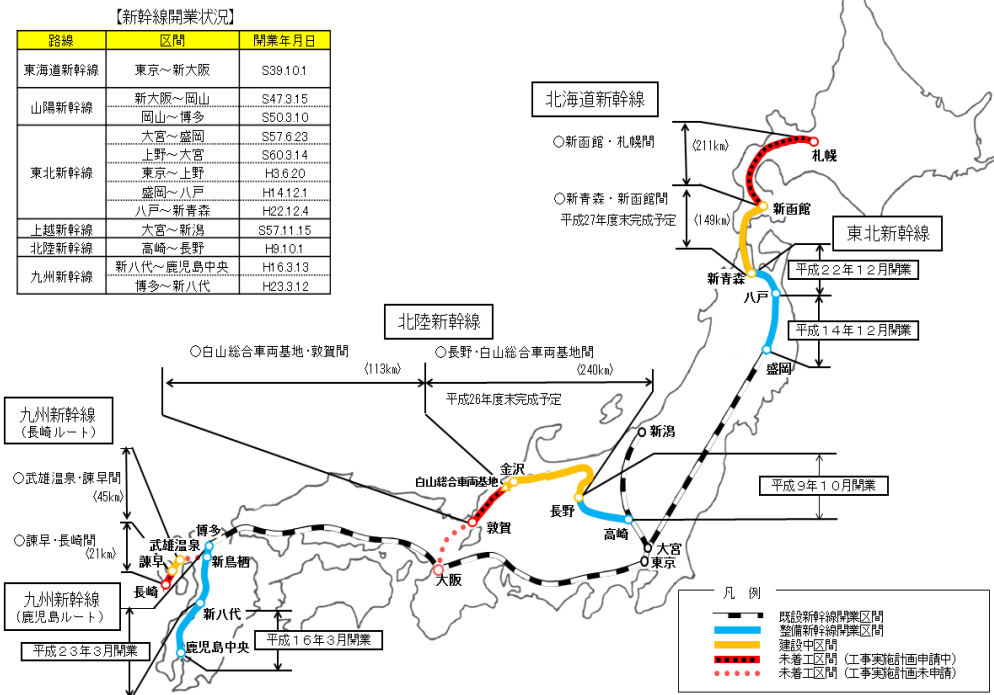 【新幹線開業状況】
路線 区間 開業年月日
東海道新幹線 東京～新大阪 S39.10.1
山陽新幹線 新大阪～岡山 S47.3.15
岡山～博多 S50.3.10
東北新幹線 大宮～盛岡 S57.6.23
上野～大宮 S60.3.14
東京～上野 H3.6.20
盛岡～八戸 H14.12.1
八戸～新青森 H22.12.4
上越新幹線 大宮～新潟 S57.11.15
北陸新幹線 高崎～長野 H9.10.1
九州新幹線 新八代～鹿児島中央 H16.3.13
博多～新八代 H23.3.12
北海道新幹線
○新函館・札幌間
(211km)
札幌
○新青森・新函館間
平成27年度末完成予定
(149km)
新函館
東北新幹線
新青森
平成22年12月開業
八戸
平成14年12月開業
盛岡
北陸新幹線
○白山総合車両基地・敦賀間
(113km)
○長野・白山総合車両基地間
(240km)
平成26年度末完成予定
新潟
金沢
白山総合車両基地
長野
平成9年10月開業
敦賀
高崎
大宮
東京
大阪
九州新幹線
(長崎ルート)
○武雄温泉・諫早間
(45km)
○諫早・長崎間
(21km)
博多
武雄温泉
新鳥栖
諫早
長崎
九州新幹線
(鹿児島ルート)
新八代
平成23年3月開業
鹿児島中央
平成16年3月開業
凡 例
既設新幹線開業区間
整備新幹線開業区間
建設中区間
未着工区間 (工事実施計画申請中)
未着工区間 (工事実施計画未申請)